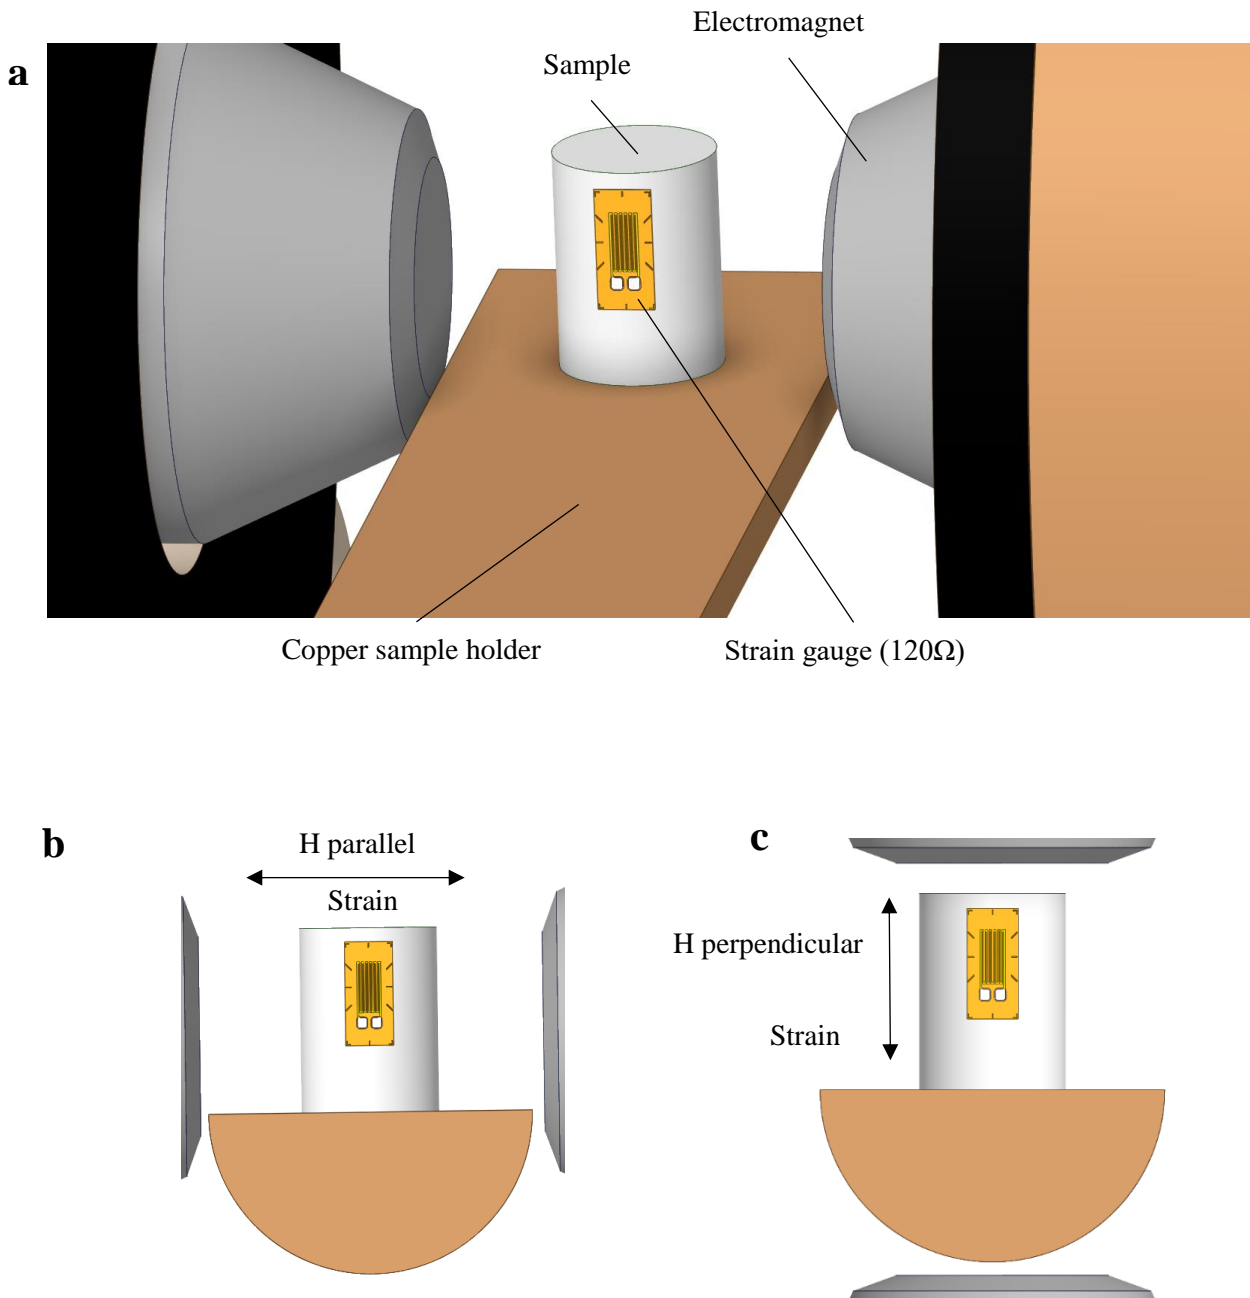 Electromagnet
a
Sample
Copper sample holder
Strain gauge (120Ω)
b
H parallel
Strain
c
H perpendicular
Strain